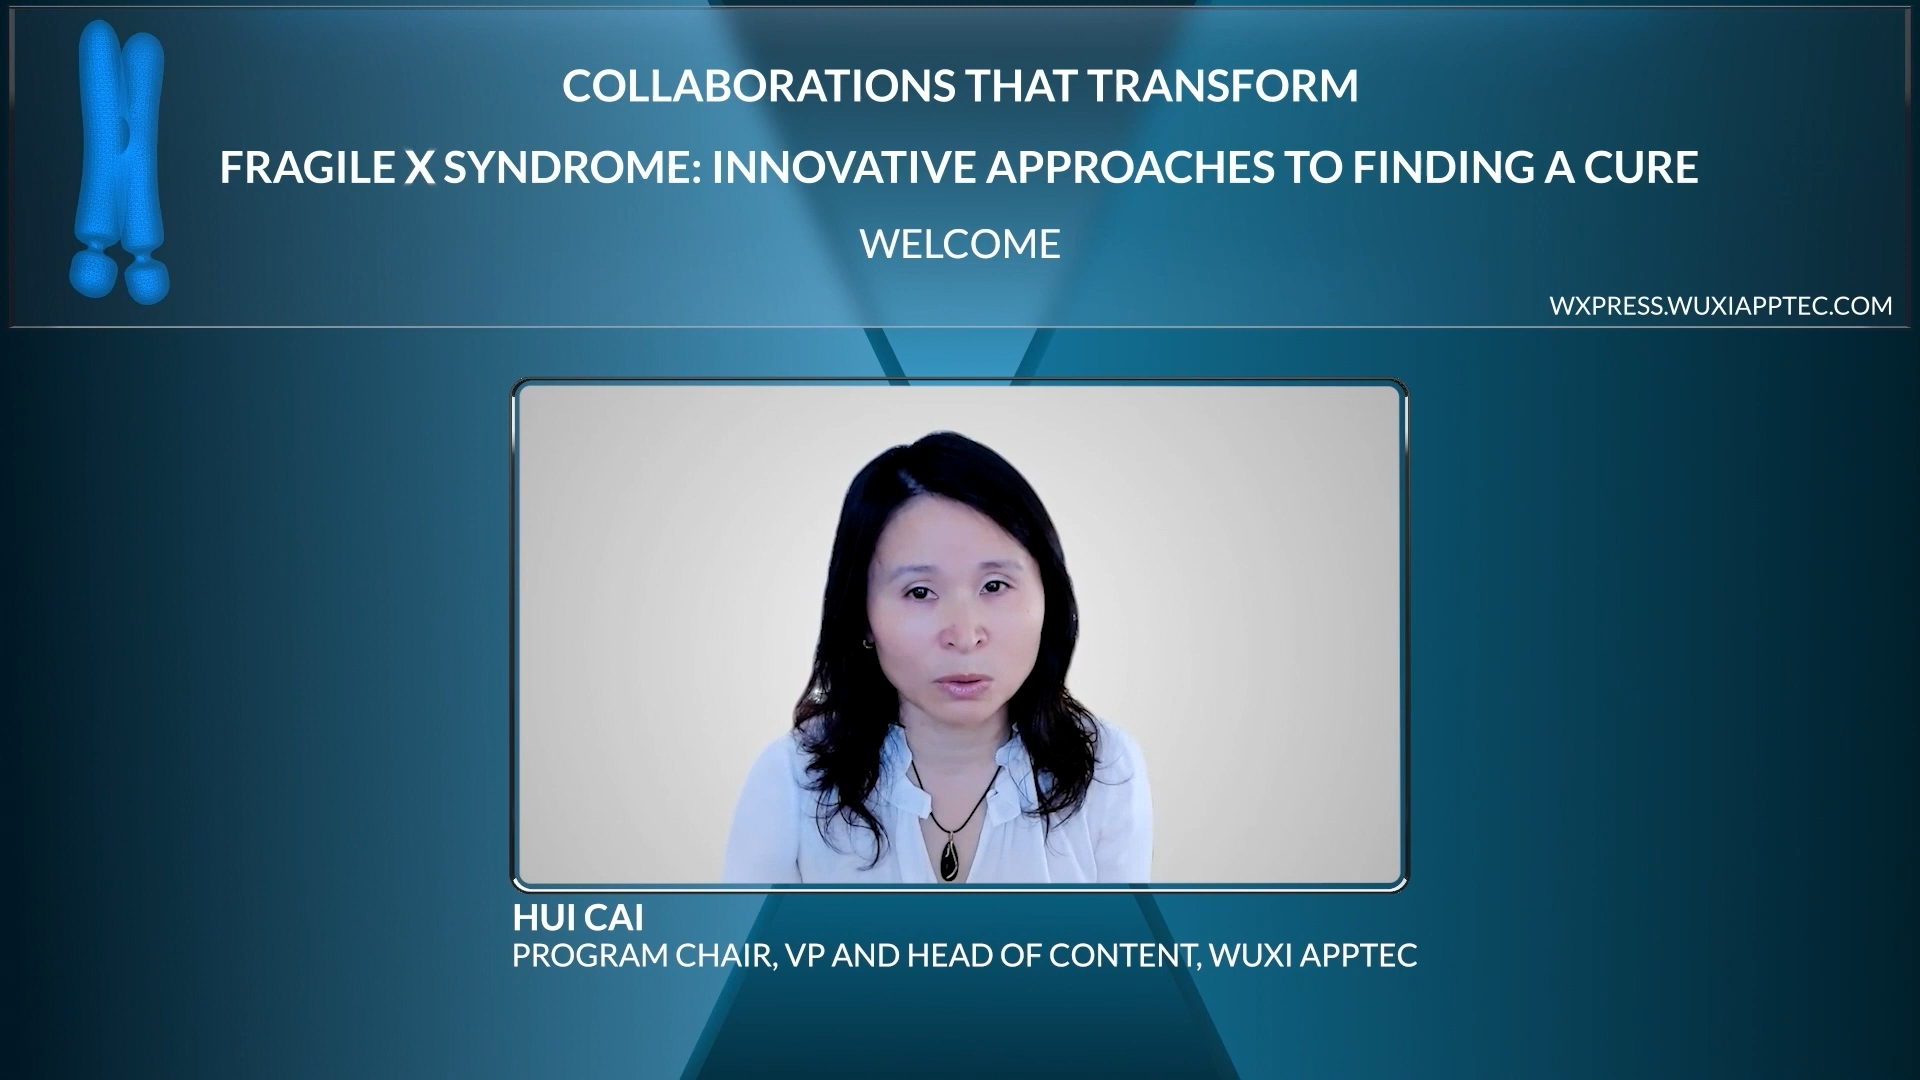 COLLABORATIONS THAT TRANSFORM
FRAGILE X SYNDROME: INNOVATIVE APPROACHES TO FINDING A CURE
WELCOME
WXPRESS.WUXIAPPTEC.COM
HUI CAI
PROGRAM CHAIR, VP AND HEAD OF CONTENT, WUXI APPTEC